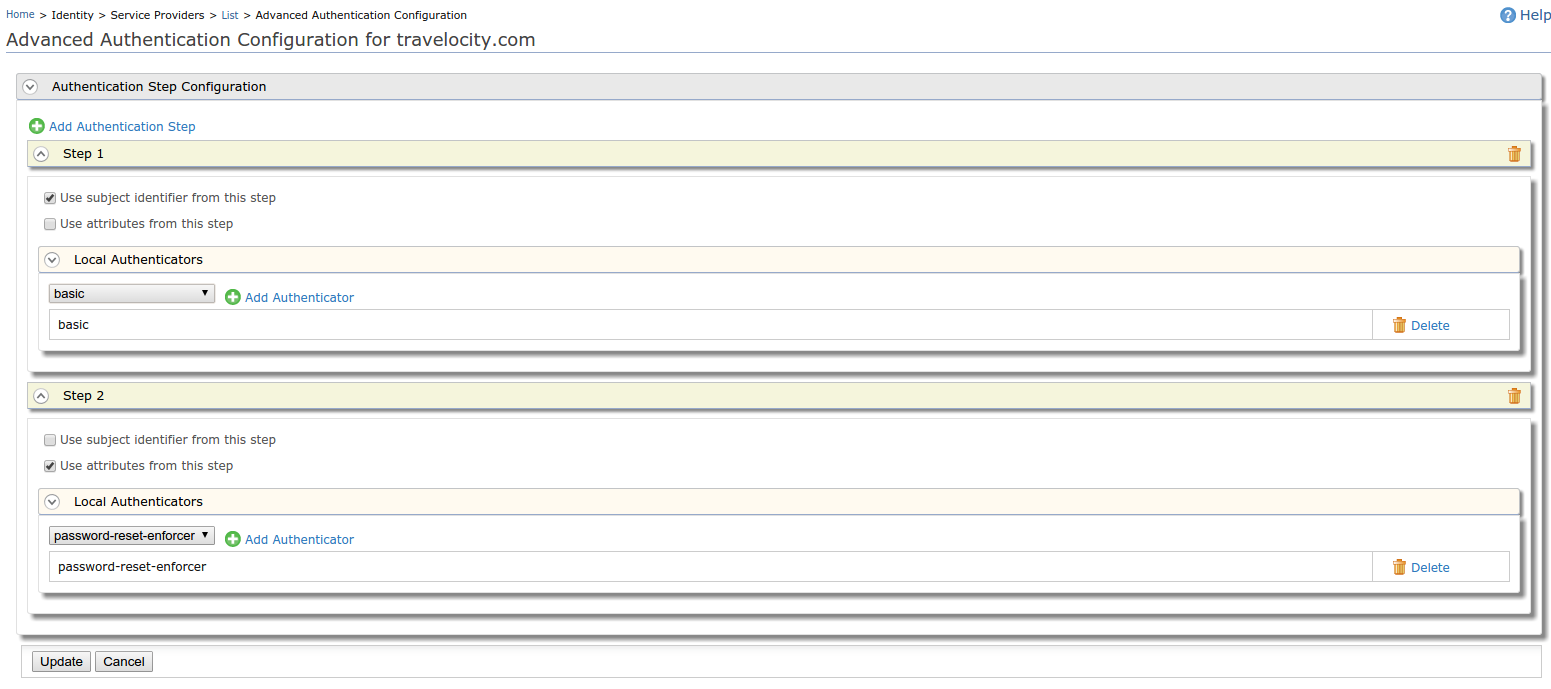 Home > Identity > Service Providers > List > Advanced Authentication Configuration
Help
Advanced Authentication Configuration for travelocity.com
Authentication Step Configuration
Add Authentication Step
Step 1
Use subject identifier from this step
Use attributes from this step
Local Authenticators
basic
Add Authenticator
basic
Delete
Step 2
Use subject identifier from this step
Use attributes from this step
Local Authenticators
password-reset-enforcer
Add Authenticator
password-reset-enforcer
Delete
Update
Cancel